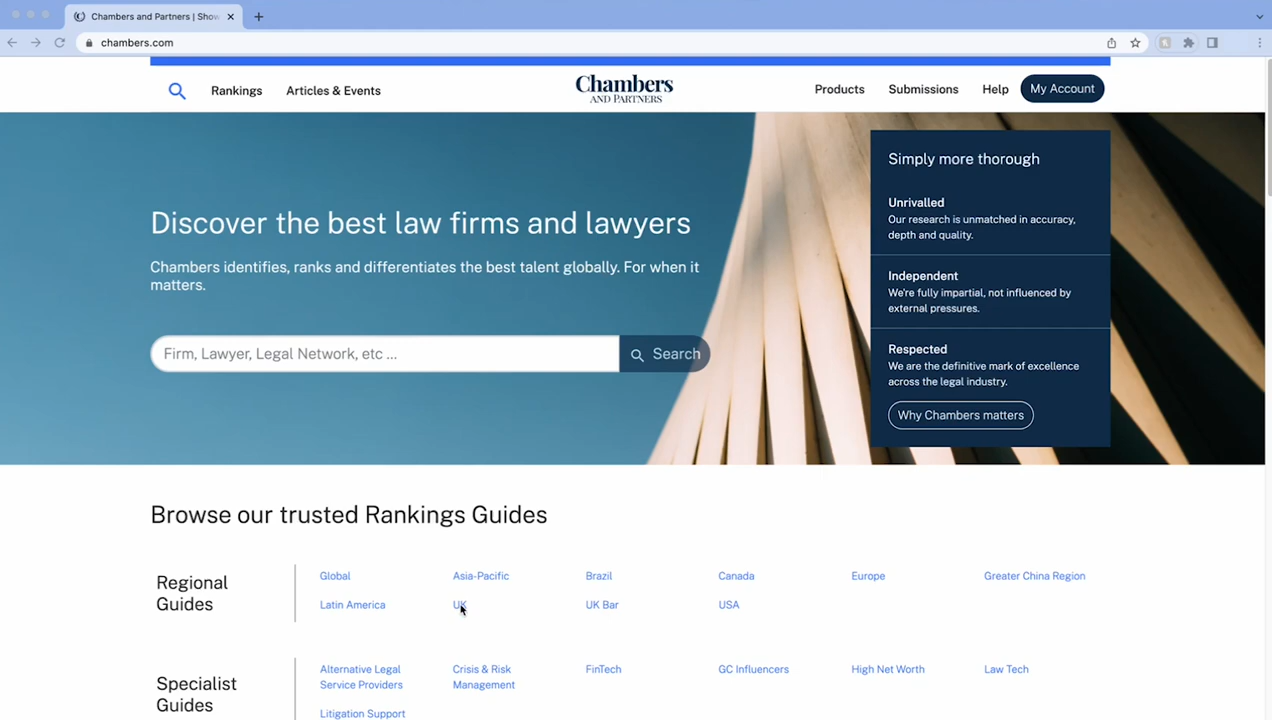 Chambers and Partners | Show
chambers.com
Rankings
Articles & Events
Chambers
AND PARTNERS
Products
Submissions
Help
My Account
Discover the best law firms and lawyers
Chambers identifies, ranks and differentiates the best talent globally. For when it
matters.
Firm, Lawyer, Legal Network, etc ...
Search
Simply more thorough
Unrivalled
Our research is unmatched in accuracy,
depth and quality.
Independent
We're fully impartial, not influenced by
external pressures.
Respected
We are the definitive mark of excellence
across the legal industry.
Why Chambers matters
Browse our trusted Rankings Guides
Regional
Guides
Global
Asia-Pacific
Brazil
Canada
Europe
Greater China Region
Latin America
UK
UK Bar
USA
Specialist
Guides
Alternative Legal
Service Providers
Crisis & Risk
Management
FinTech
GC Influencers
High Net Worth
Law Tech
Litigation Support